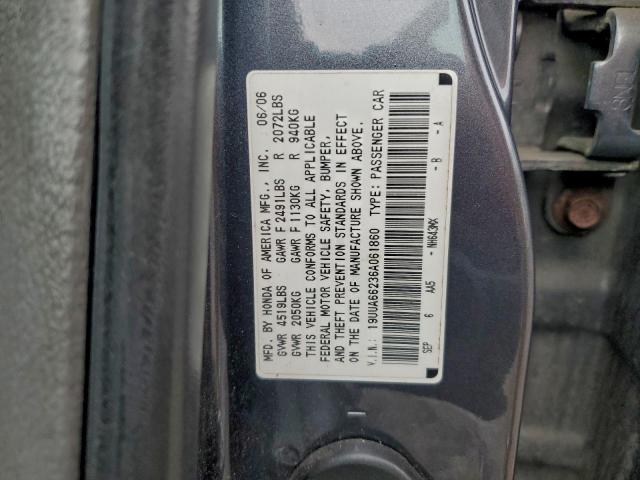 MFD. BY HONDA OF AMERICA MFG., INC. 06/06
GVWR 4519LBS GAWR F 2491LBS R 2072LBS
GVWR 2050KG GAWR F 1130KG R 940KG
THIS VEHICLE CONFORMS TO ALL APPLICABLE
FEDERAL MOTOR VEHICLE SAFETY, BUMPER,
AND THEFT PREVENTION STANDARDS IN EFFECT
ON THE DATE OF MANUFACTURE SHOWN ABOVE.
V.I.N.: 19UUA66236A061860 TYPE: PASSENGER CAR
SEP 6 AA5 - NH643MX - B - A